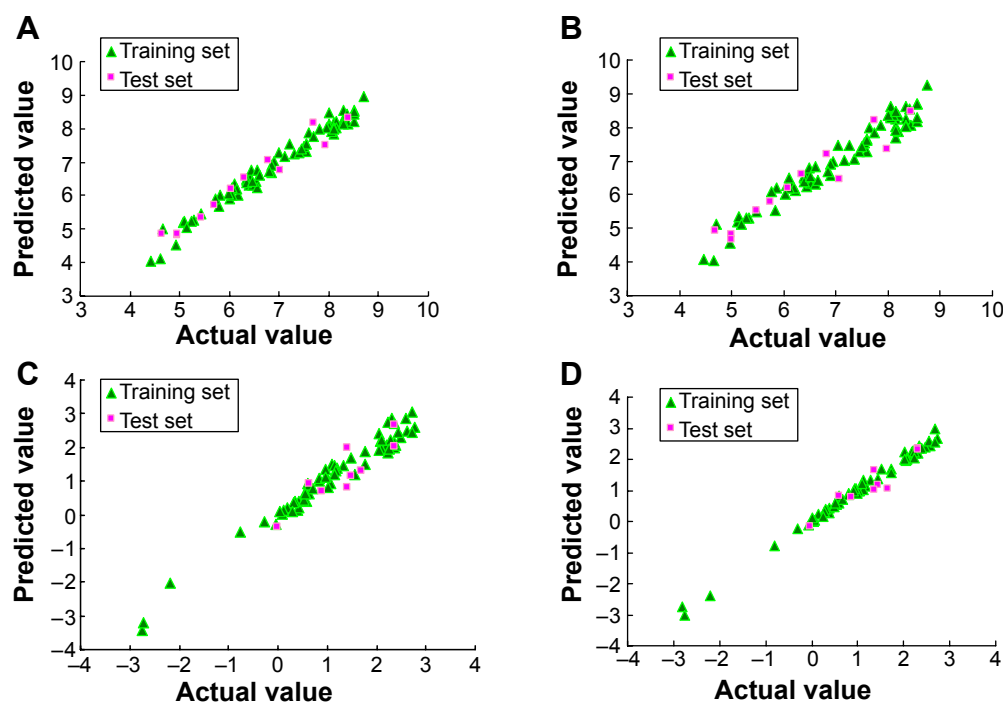 A
Training set
Test set
Predicted value
10
9
8
7
6
5
4
3
3 4 5 6 7 8 9 10
Actual value
B
Training set
Test set
Predicted value
10
9
8
7
6
5
4
3
3 4 5 6 7 8 9 10
Actual value
C
Training set
Test set
Predicted value
4
3
2
1
0
–1
–2
–3
–4
–4 –3 –2 –1 0 1 2 3 4
Actual value
D
Training set
Test set
Predicted value
4
3
2
1
0
–1
–2
–3
–4
–4 –3 –2 –1 0 1 2 3 4
Actual value